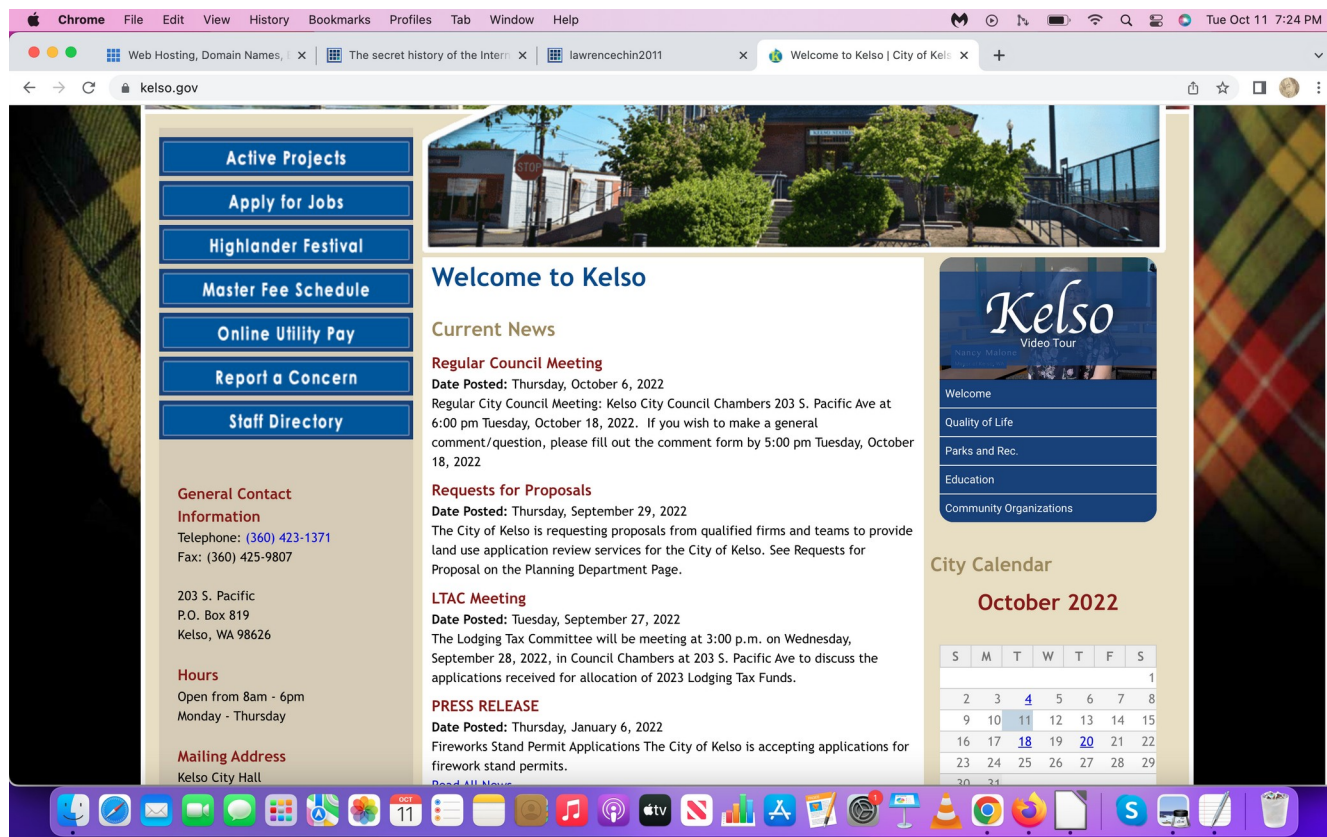 Chrome File Edit View History Bookmarks Profiles Tab Window Help
Tue Oct 11 7:24 PM
Web Hosting, Domain Names,
The secret history of the Intern
lawrencechin2011
Welcome to Kelso | City of Kels
kelso.gov
STOP
KELSO STATION
Active Projects
Apply for Jobs
Highlander Festival
Master Fee Schedule
Online Utility Pay
Report a Concern
Staff Directory
General Contact
Information
Telephone: (360) 423-1371
Fax: (360) 425-9807
203 S. Pacific
P.O. Box 819
Kelso, WA 98626
Hours
Open from 8am - 6pm
Monday - Thursday
Mailing Address
Kelso City Hall
Welcome to Kelso
Current News
Regular Council Meeting
Date Posted: Thursday, October 6, 2022
Regular City Council Meeting: Kelso City Council Chambers 203 S. Pacific Ave at
6:00 pm Tuesday, October 18, 2022. If you wish to make a general
comment/question, please fill out the comment form by 5:00 pm Tuesday, October
18, 2022
Requests for Proposals
Date Posted: Thursday, September 29, 2022
The City of Kelso is requesting proposals from qualified firms and teams to provide
land use application review services for the City of Kelso. See Requests for
Proposal on the Planning Department Page.
LTAC Meeting
Date Posted: Tuesday, September 27, 2022
The Lodging Tax Committee will be meeting at 3:00 p.m. on Wednesday,
September 28, 2022, in Council Chambers at 203 S. Pacific Ave to discuss the
applications received for allocation of 2023 Lodging Tax Funds.
PRESS RELEASE
Date Posted: Thursday, January 6, 2022
Fireworks Stand Permit Applications The City of Kelso is accepting applications for
firework stand permits.
Read All News
Kelso
Video Tour
Nancy Malone
Welcome
Quality of Life
Parks and Rec.
Education
Community Organizations
City Calendar
October 2022
S M T W T F S
1
2 3 4 5 6 7 8
9 10 11 12 13 14 15
16 17 18 19 20 21 22
23 24 25 26 27 28 29
30 31
OCT
11
tv
1